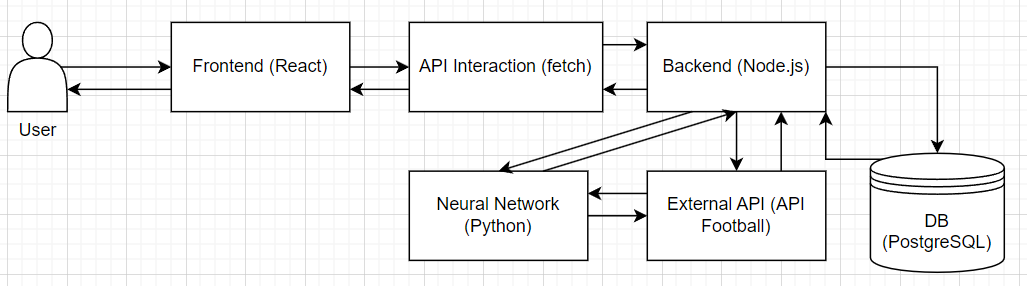 Frontend (React)
API Interaction (fetch)
Backend (Node.js)
User
Neural Network
(Python)
External API (API
Football)
DB
(PostgreSQL)